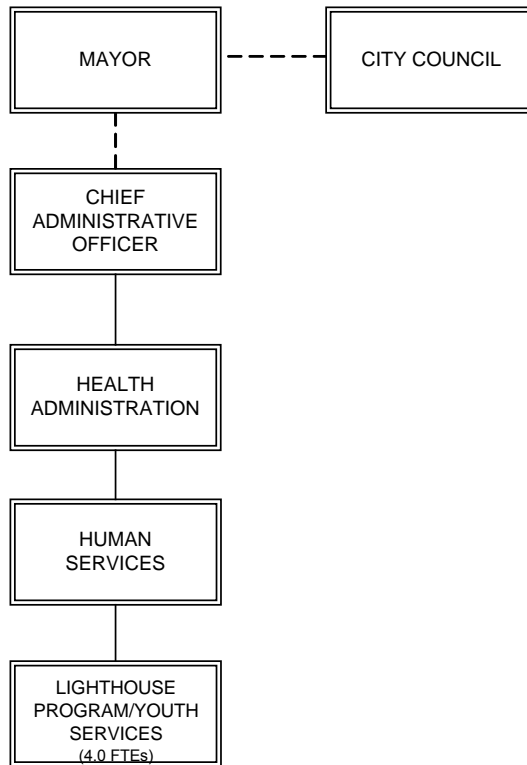 MAYOR
CITY COUNCIL
CHIEF
ADMINISTRATIVE
OFFICER
HEALTH
ADMINISTRATION
HUMAN
SERVICES
LIGHTHOUSE
PROGRAM/YOUTH
SERVICES
(4.0 FTEs)